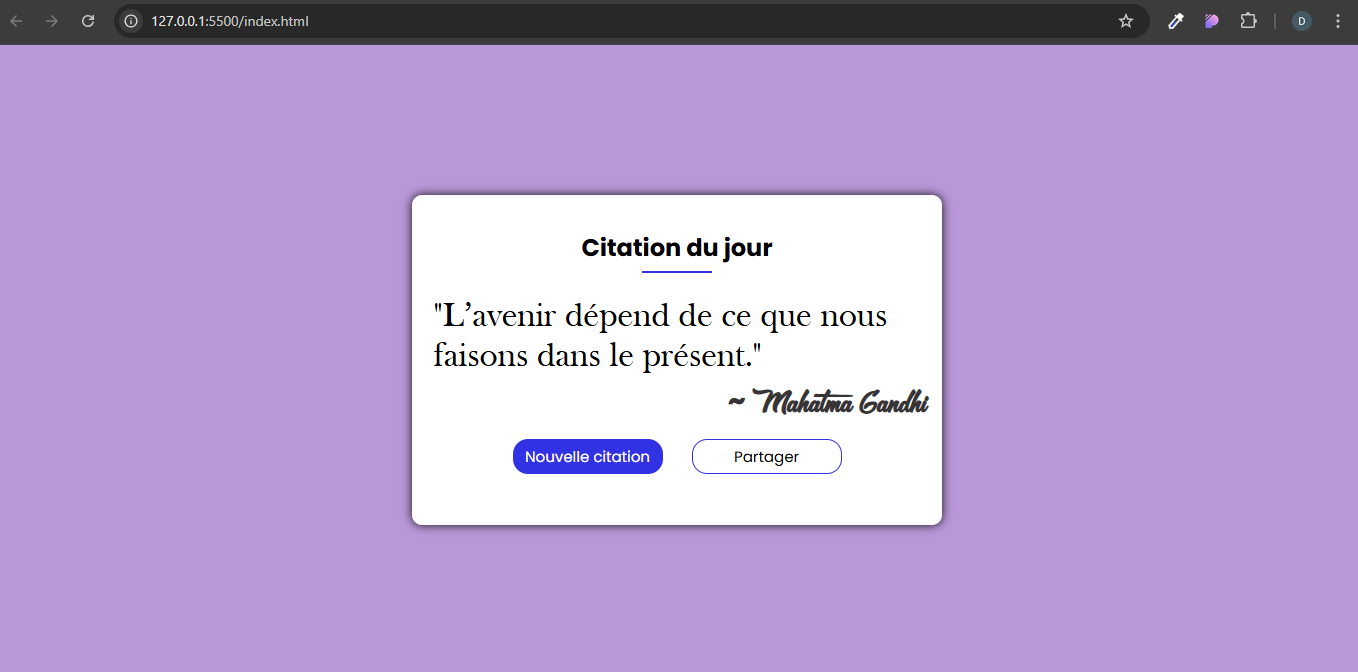 127.0.0.1:5500/index.html
D
Citation du jour
"L’avenir dépend de ce que nous
faisons dans le présent."
~ Mahatma Gandhi
Nouvelle citation
Partager